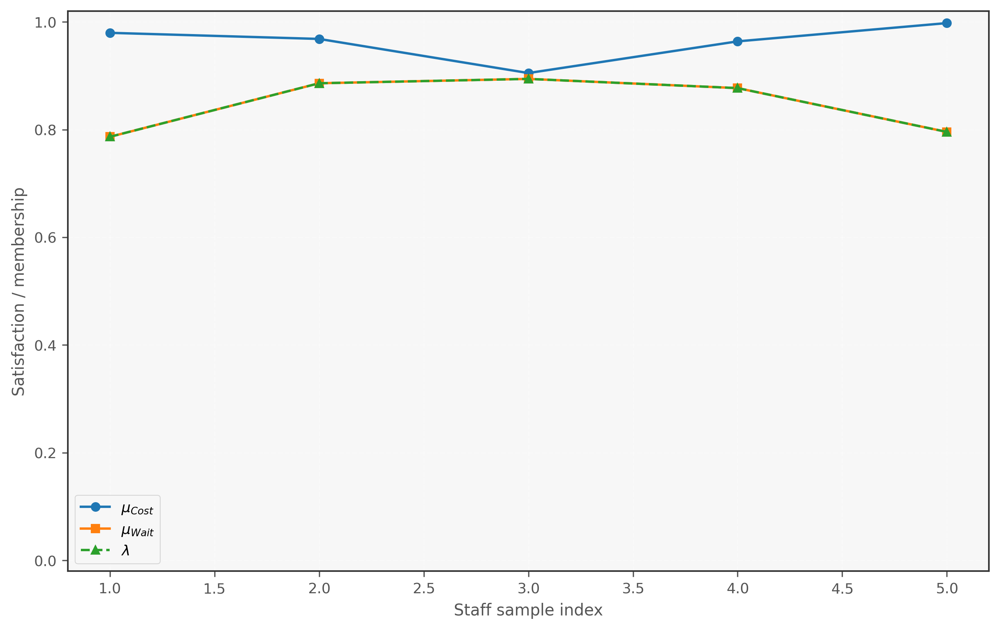 1.0
0.8
0.6
0.4
0.2
0.0
Satisfaction / membership
μCost
μWait
λ
1.0 1.5 2.0 2.5 3.0 3.5 4.0 4.5 5.0
Staff sample index